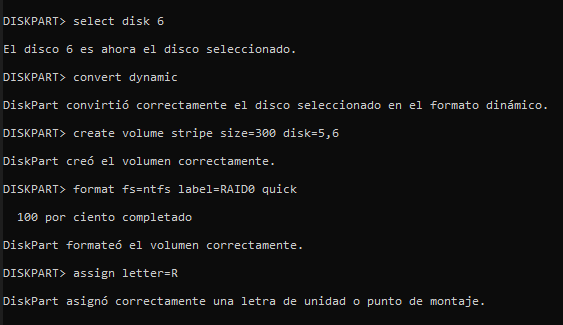 DISKPART> select disk 6
El disco 6 es ahora el disco seleccionado.
DISKPART> convert dynamic
DiskPart convirtió correctamente el disco seleccionado en el formato dinámico.
DISKPART> create volume stripe size=300 disk=5,6
DiskPart creó el volumen correctamente.
DISKPART> format fs=ntfs label=RAID0 quick
  100 por ciento completado
DiskPart formateó el volumen correctamente.
DISKPART> assign letter=R
DiskPart asignó correctamente una letra de unidad o punto de montaje.